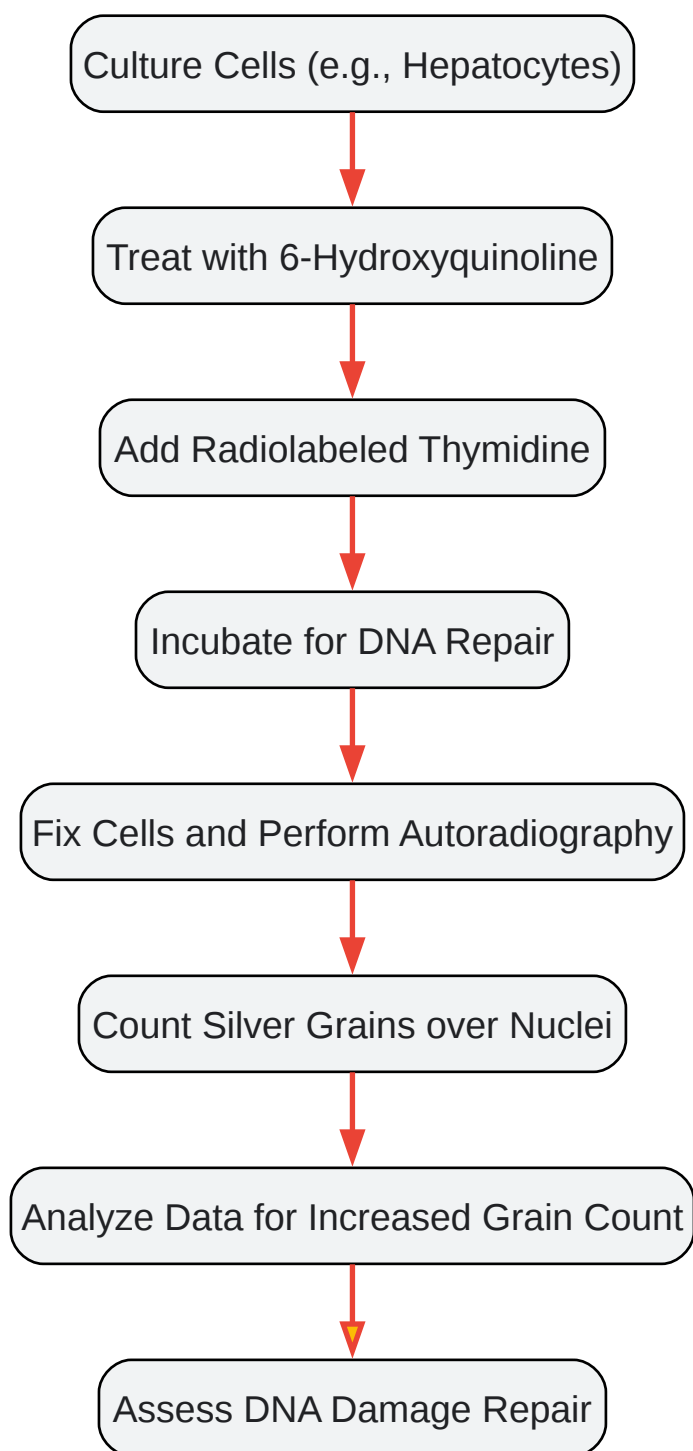 Culture Cells (e.g., Hepatocytes)
Treat with 6-Hydroxyquinoline
Add Radiolabeled Thymidine
Incubate for DNA Repair
Fix Cells and Perform Autoradiography
Count Silver Grains over Nuclei
Analyze Data for Increased Grain Count
Assess DNA Damage Repair